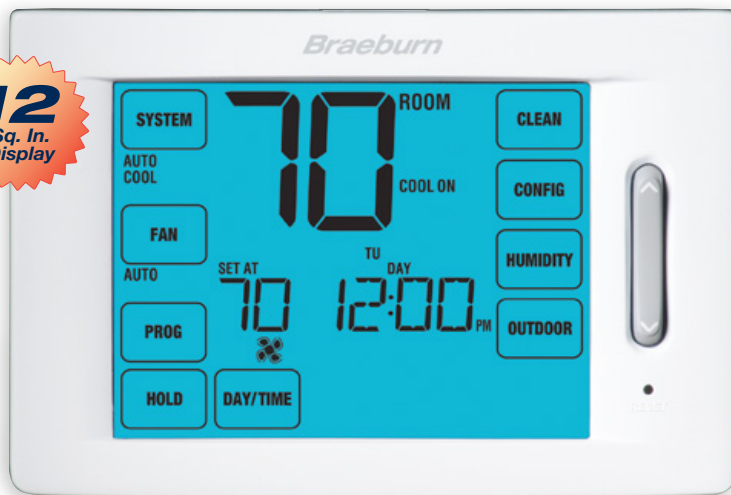 Braeburn
12
Sq. In.
Display
SYSTEM
70
ROOM
CLEAN
AUTO
COOL
COOL ON
CONFIG
FAN
AUTO
TU
DAY
HUMIDITY
SET AT
70
12:00 PM
PROG
OUTDOOR
HOLD
DAY/TIME